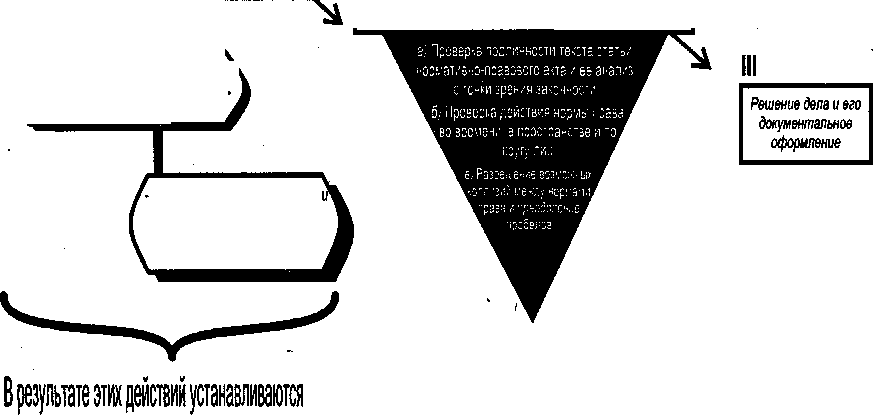 а) Проверка подлинности текста статьи
нормативно-правового акта и ее анализ
с точки зрения законности
б) Проверка действия нормы права
во времени, в пространстве и по
кругу лиц
в) Разрешение возможных
коллизий между нормами
права и преодоление
пробелов
III
Решение дела и его
документальное
оформление
и
В результате этих действий устанавливаются